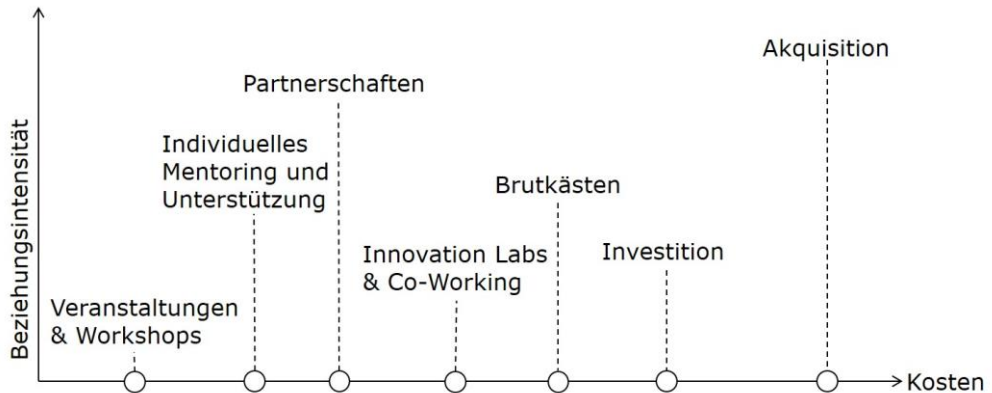 Beziehungsintensität
Veranstaltungen
& Workshops
Individuelles
Mentoring und
Unterstützung
Partnerschaften
Innovation Labs
& Co-Working
Brutkästen
Investition
Akquisition
Kosten